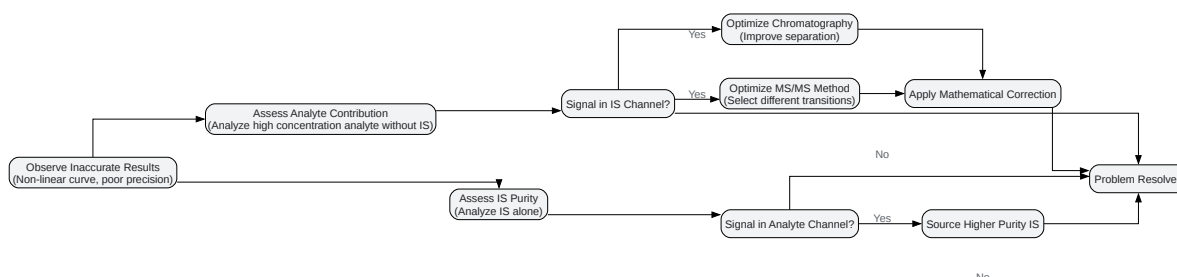 Optimize Chromatography
(Improve separation)
Yes
Assess Analyte Contribution
(Analyze high concentration analyte without IS)
Signal in IS Channel?
Yes
Optimize MS/MS Method
(Select different transitions)
Apply Mathematical Correction
No
Observe Inaccurate Results
(Non-linear curve, poor precision)
Problem Resolve
Assess IS Purity
(Analyze IS alone)
Signal in Analyte Channel?
Yes
Source Higher Purity IS
No